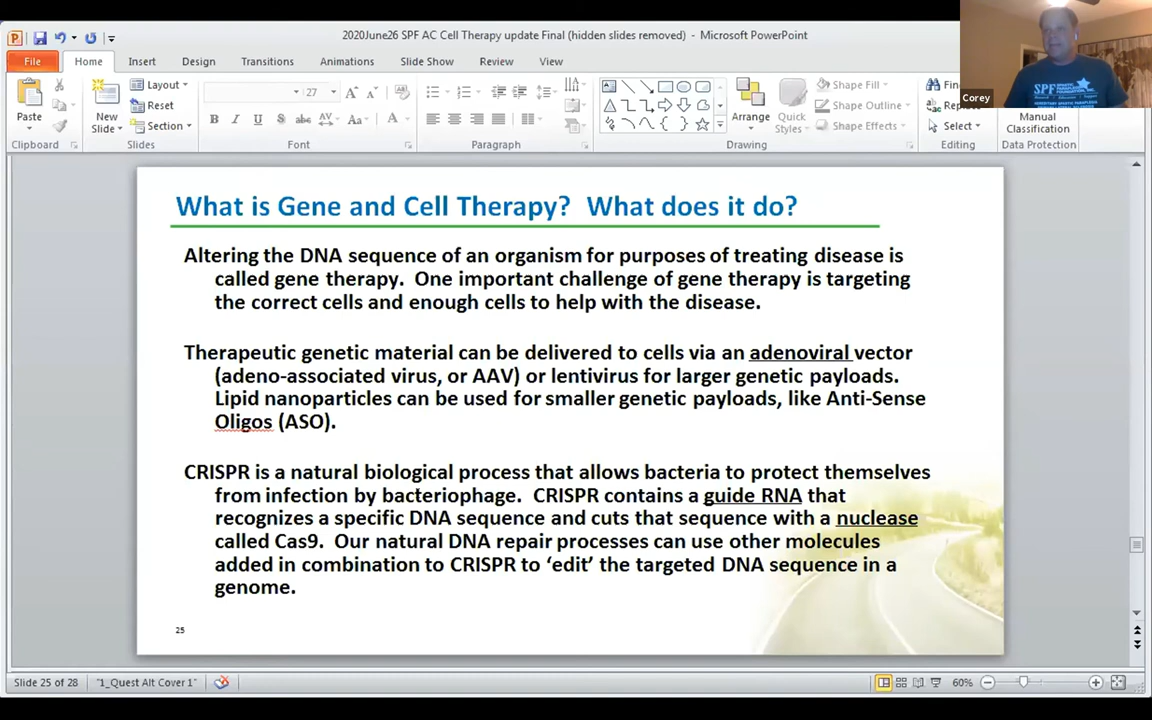 2020June26 SPF AC Cell Therapy update Final (hidden slides removed) - Microsoft PowerPoint
File Home Insert Design Transitions Animations Slide Show Review View
Paste
Clipboard
New Slide
Layout
Reset
Section
Slides
27
Font
Paragraph
Arrange
Quick Styles
Shape Fill
Shape Outline
Shape Effects
Drawing
Select
Editing
Manual Classification
Data Protection
SPF
Corey
What is Gene and Cell Therapy? What does it do?
Altering the DNA sequence of an organism for purposes of treating disease is
called gene therapy. One important challenge of gene therapy is targeting
the correct cells and enough cells to help with the disease.
Therapeutic genetic material can be delivered to cells via an adenoviral vector
(adeno-associated virus, or AAV) or lentivirus for larger genetic payloads.
Lipid nanoparticles can be used for smaller genetic payloads, like Anti-Sense
Oligos (ASO).
CRISPR is a natural biological process that allows bacteria to protect themselves
from infection by bacteriophage. CRISPR contains a guide RNA that
recognizes a specific DNA sequence and cuts that sequence with a nuclease
called Cas9. Our natural DNA repair processes can use other molecules
added in combination to CRISPR to ‘edit’ the targeted DNA sequence in a
genome.
25
Slide 25 of 28 "1_Quest Alt Cover 1" 60%